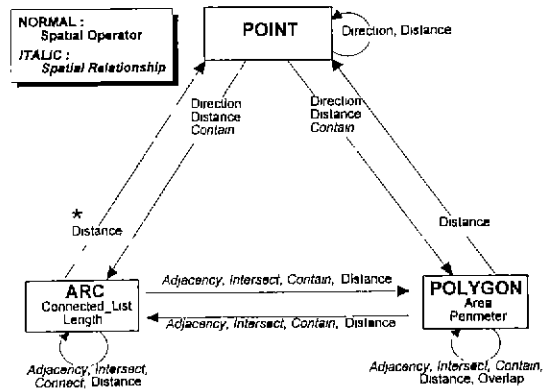 NORMAL :
Spatial Operator
ITALIC :
Spatial Relationship
POINT
Direction, Distance
Direction
Distance
Contain
Direction
Distance
Contain
*
Distance
Distance
ARC
Connected_List
Length
Adjacency, Intersect, Contain, Distance
Adjacency, Intersect, Contain, Distance
POLYGON
Area
Perimeter
Adjacency, Intersect,
Connect, Distance
Adjacency, Intersect, Contain,
Distance, Overlap